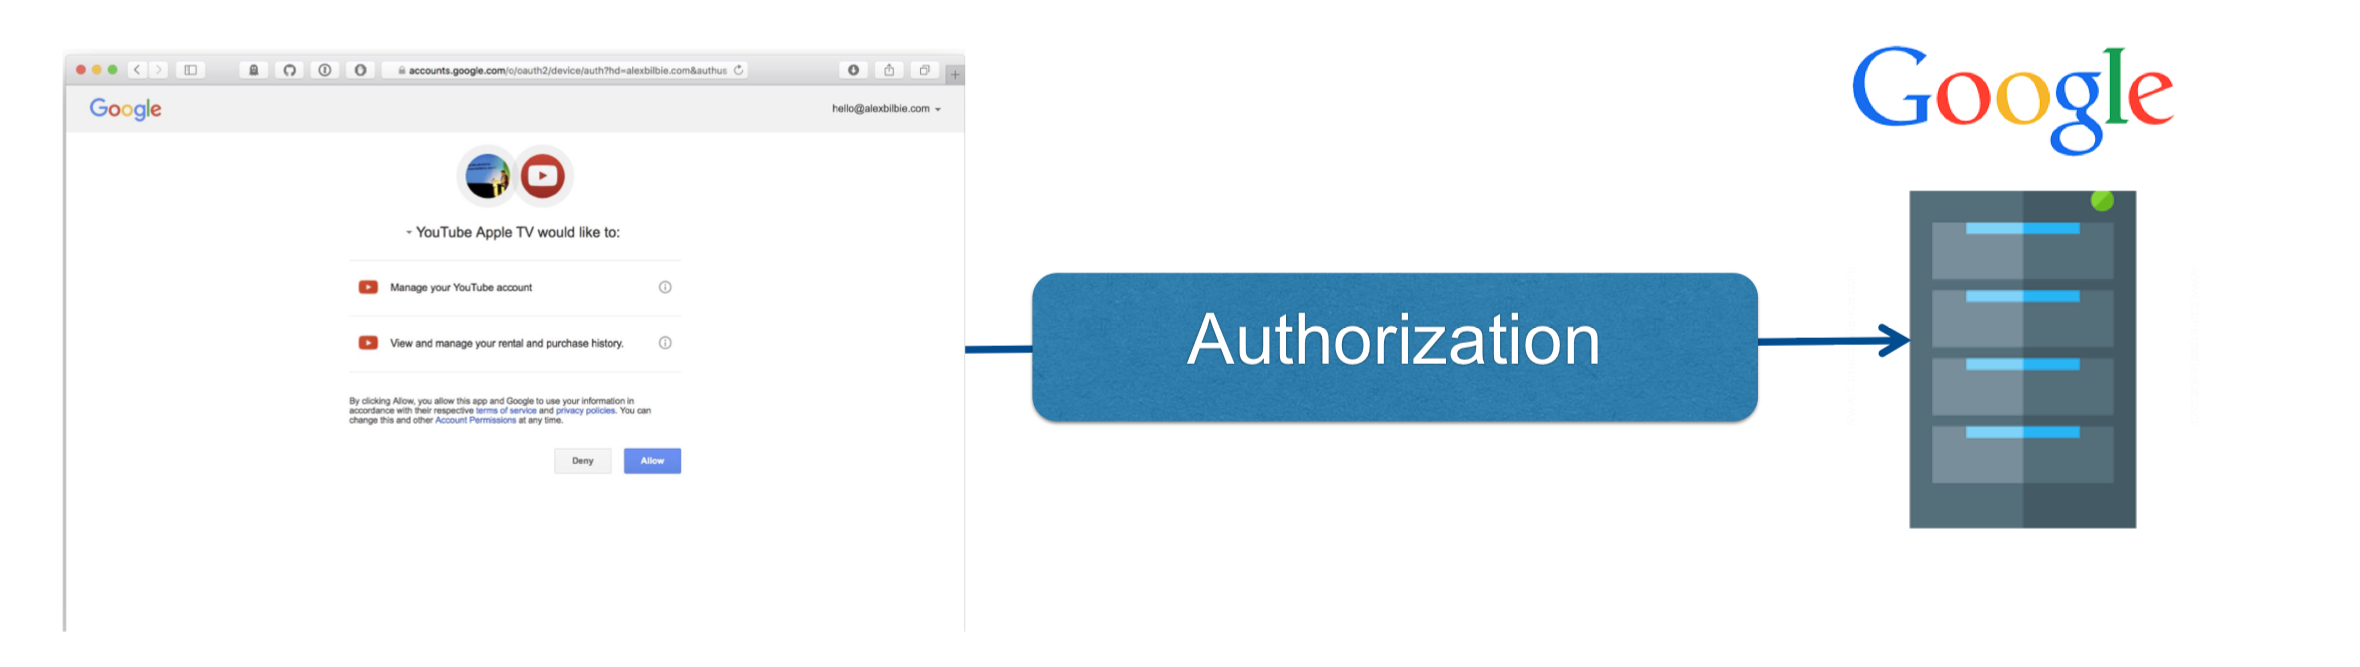 accounts.google.com/o/oauth2/device/auth?hd=alexbilbie.com&authus
Google
hello@alexbilbie.com
YouTube Apple TV would like to:
Manage your YouTube account
View and manage your rental and purchase history.
By clicking Allow, you allow this app and Google to use your information in
accordance with their respective terms of service and privacy policies. You can
change this and other Account Permissions at any time.
Deny
Allow
Authorization
Google